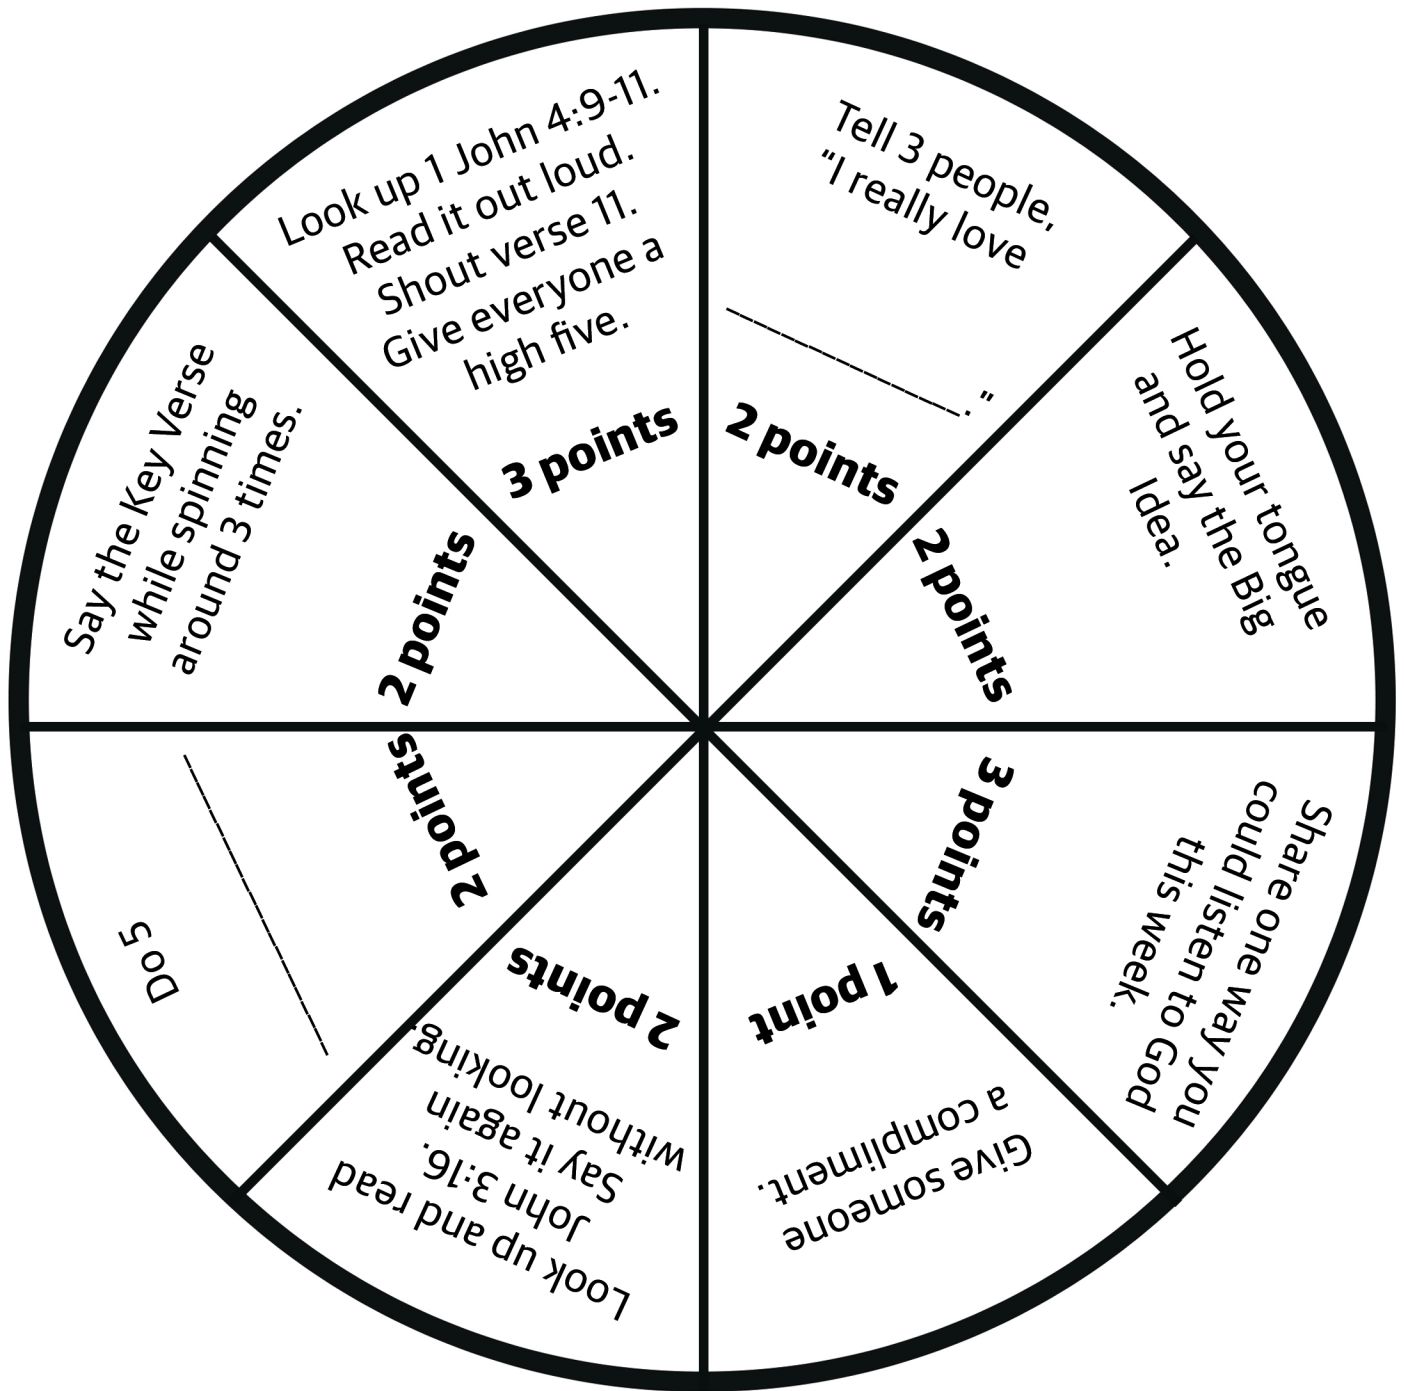 Look up 1 John 4:9-11.
Read it out loud.
Shout verse 11.
Give everyone a
high five.
3 points
Tell 3 people,
“I really love
____________.”
2 points
Hold your tongue
and say the Big
Idea.
2 points
Share one way you
could listen to God
this week.
3 points
Give someone
a compliment.
1 point
Look up and read
John 3:16.
Say it again
without looking.
2 points
Do 5
____________
2 points
Say the Key Verse
while spinning
around 3 times.
2 points